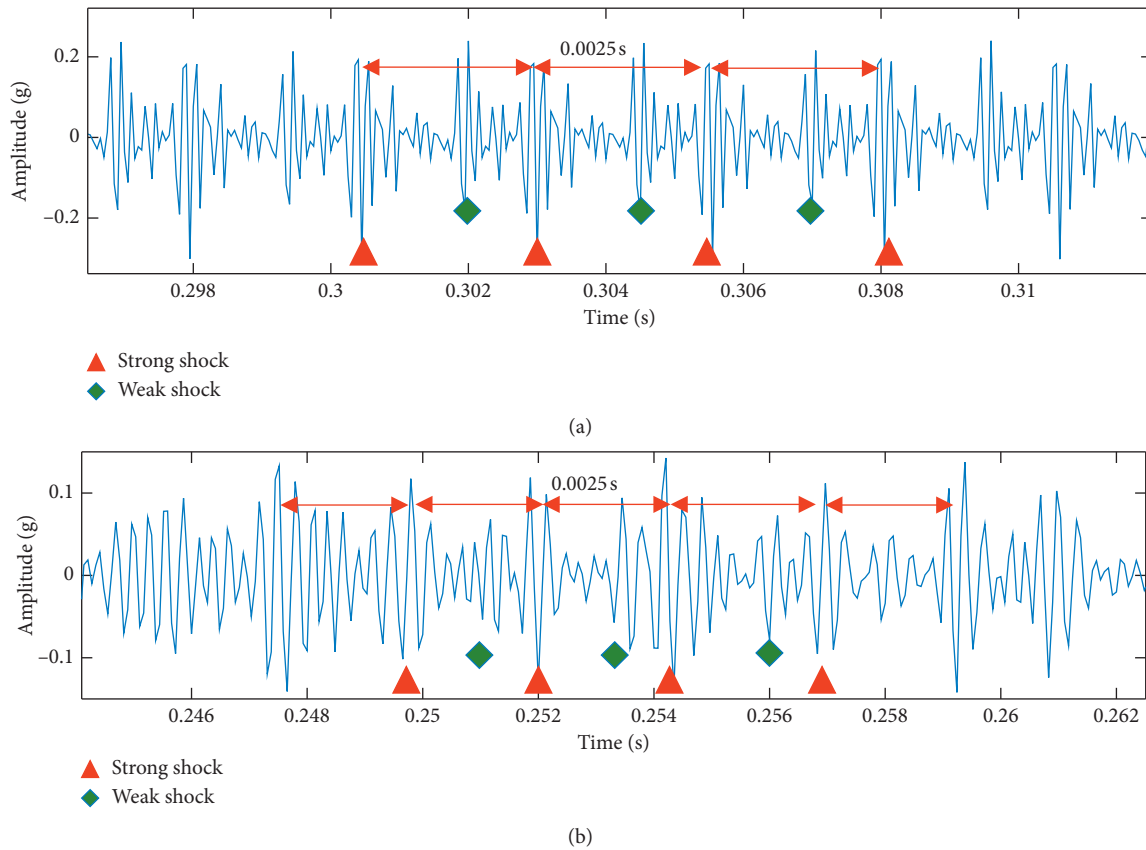 0.2
0
−0.2
Amplitude (g)
0.0025 s
0.298 0.3 0.302 0.304 0.306 0.308 0.31
Time (s)
Strong shock
Weak shock
(a)
0.1
0
−0.1
Amplitude (g)
0.0025 s
0.246 0.248 0.25 0.252 0.254 0.256 0.258 0.26 0.262
Time (s)
Strong shock
Weak shock
(b)